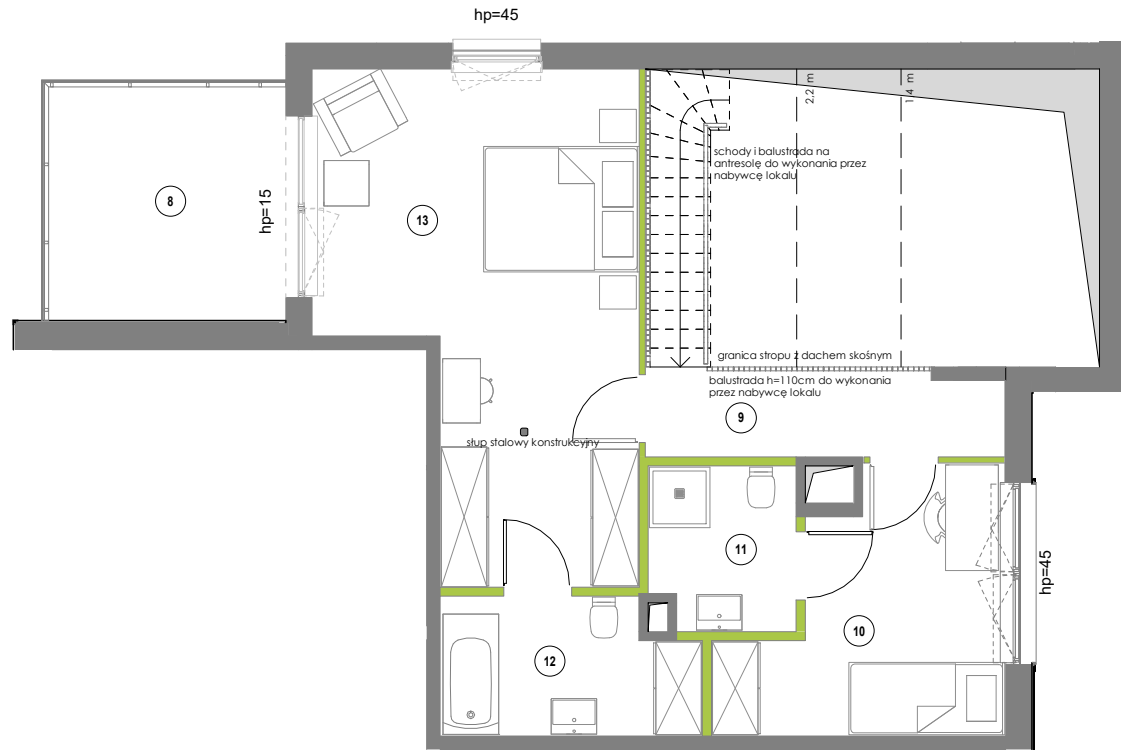 hp=45
2,2 m
1,4 m
schody i balustrada na
antresolę do wykonania przez
nabywcę lokalu
8
hp=15
13
granica stropu z dachem skośnym
balustrada h=110cm do wykonania
przez nabywcę lokalu
9
słup stalowy konstrukcyjny
11
hp=45
10
12